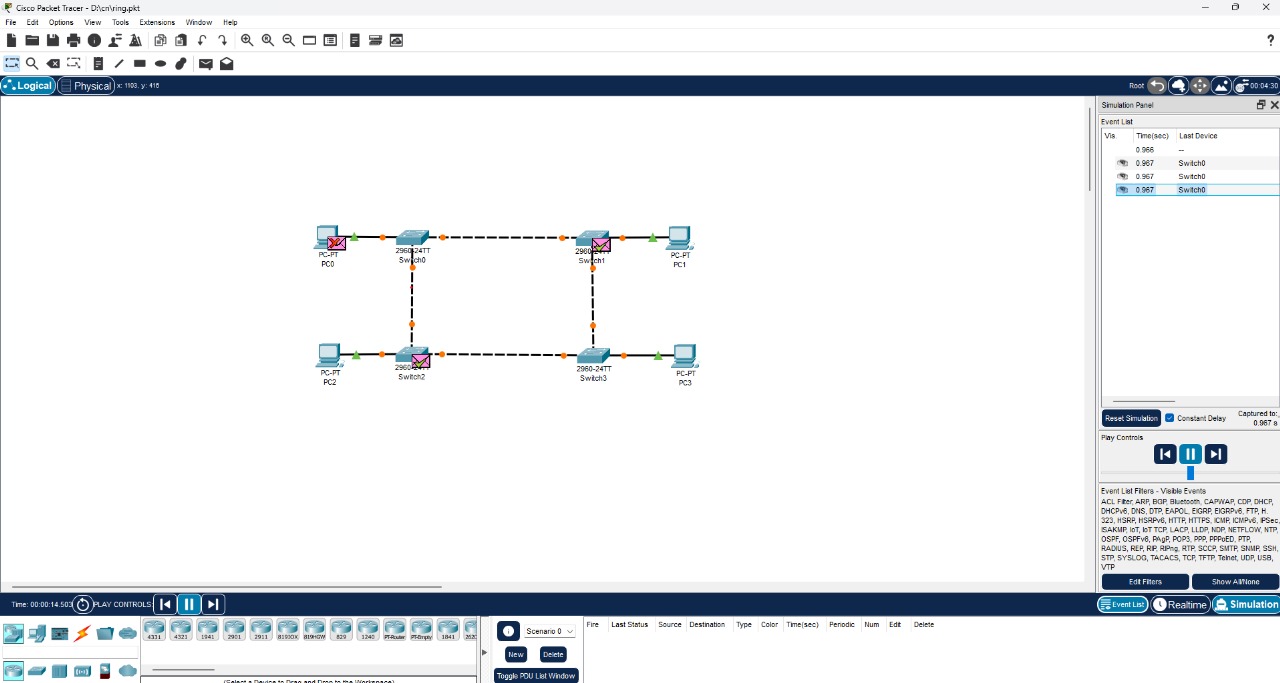 Cisco Packet Tracer - D:\cn\ring.pkt
File Edit Options View Tools Extensions Window Help
?
Logical Physical x: 1103, y: 416 Root 00:04:30
Simulation Panel
Event List
Vis. Time(sec) Last Device
0.966 --
0.967 Switch0
0.967 Switch0
0.967 Switch0
PC-PT
PC0
2960-24TT
Switch0
Switch1
PC-PT
PC1
PC-PT
PC2
Switch2
2960-24TT
Switch3
PC-PT
PC3
Reset Simulation Constant Delay Captured to:
0.967 s
Play Controls
Event List Filters - Visible Events
ACL Filter, ARP, BGP, Bluetooth, CAPWAP, CDP, DHCP,
DHCPv6, DNS, DTP, EAPOL, EIGRP, EIGRPv6, FTP, H.
323, HSRP, HSRPv6, HTTP, HTTPS, ICMP, ICMPv6, IPSec,
ISAKMP, IoT, IoT TCP, LACP, LLDP, NDP, NETFLOW, NTP,
OSPF, OSPFv6, PAgP, POP3, PPP, PPPoED, PTP,
RADIUS, REP, RIP, RIPng, RTP, SCCP, SMTP, SNMP, SSH,
STP, SYSLOG, TACACS, TCP, TFTP, Telnet, UDP, USB,
VTP
Edit Filters Show All/None
Time: 00:00:14.503 PLAY CONTROLS: Event List Realtime Simulation
4331 4321 1941 2901 2911 819IOX 819HGW 829 1240 PT-Router PT-Empty 1841 2620
(Select a Device to Drag and Drop to the Workspace)
Scenario 0
New Delete
Toggle PDU List Window
Fire Last Status Source Destination Type Color Time(sec) Periodic Num Edit Delete